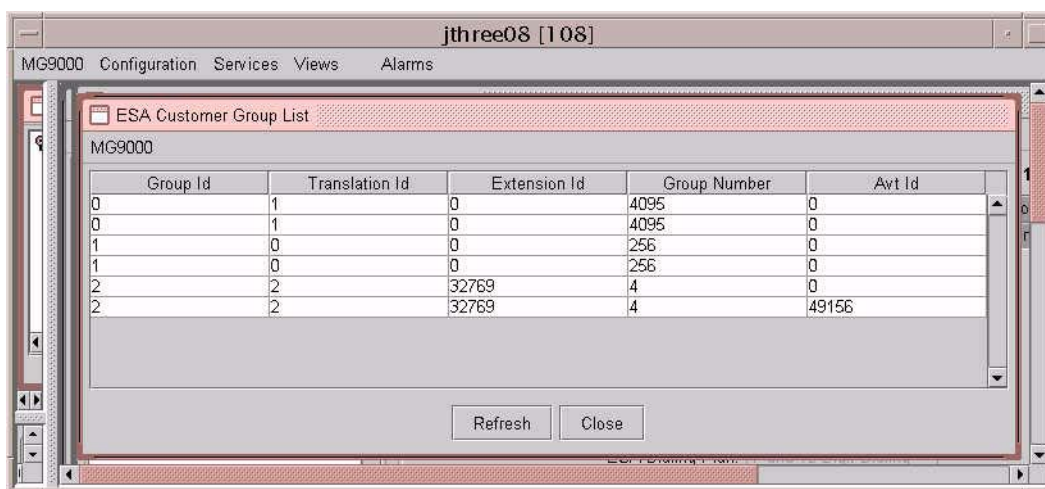 jthree08 [108]
MG9000 Configuration Services Views Alarms
ESA Customer Group List
MG9000
Group Id Translation Id Extension Id Group Number Avt Id
0 1 0 4095 0
0 1 0 4095 0
1 0 0 256 0
1 0 0 256 0
2 2 32769 4 0
2 2 32769 4 49156
Refresh Close